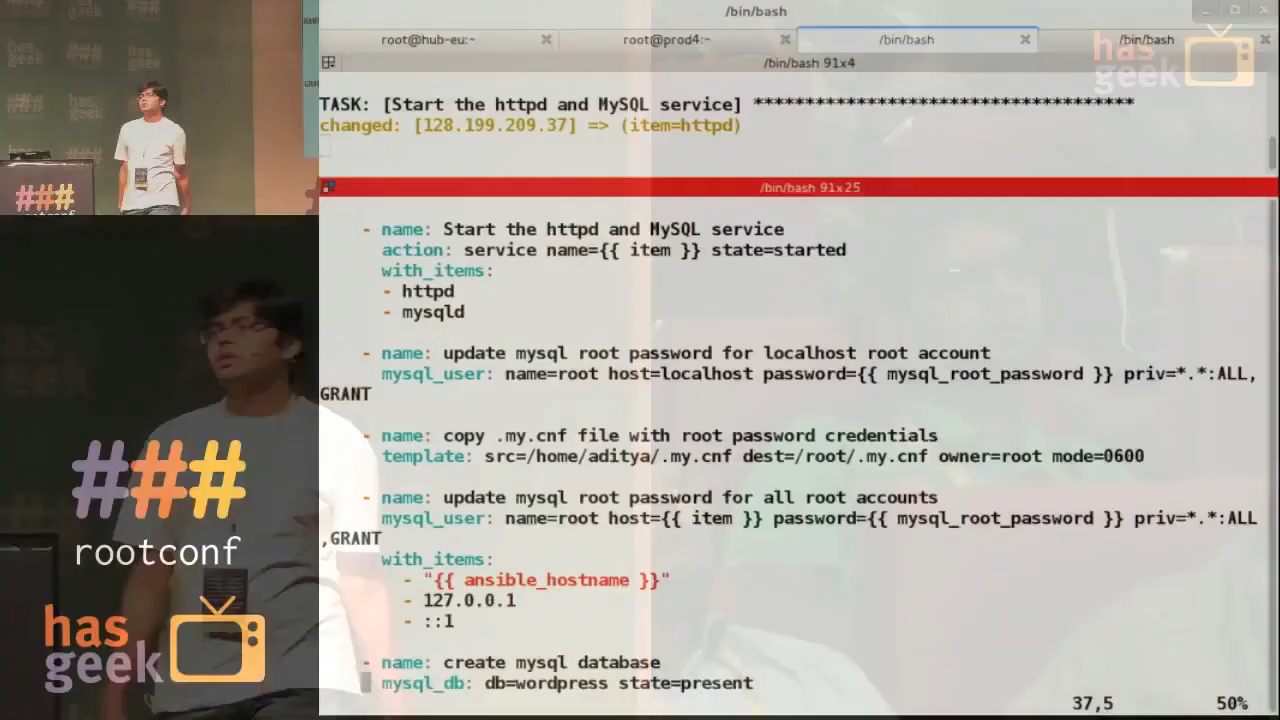 /bin/bash
root@hub-eu:~
root@prod4:~
/bin/bash
/bin/bash
/bin/bash 91x4
TASK: [Start the httpd and MySQL service] *************************************
changed: [128.199.209.37] => (item=httpd)
/bin/bash 91x25
- name: Start the httpd and MySQL service
action: service name={{ item }} state=started
with_items:
- httpd
- mysqld
- name: update mysql root password for localhost root account
mysql_user: name=root host=localhost password={{ mysql_root_password }} priv=*.*:ALL,
GRANT
- name: copy .my.cnf file with root password credentials
template: src=/home/aditya/.my.cnf dest=/root/.my.cnf owner=root mode=0600
- name: update mysql root password for all root accounts
mysql_user: name=root host={{ item }} password={{ mysql_root_password }} priv=*.*:ALL
,GRANT
with_items:
- "{{ ansible_hostname }}"
- 127.0.0.1
- ::1
- name: create mysql database
mysql_db: db=wordpress state=present
37,5
50%
has
geek
###
rootconf
###
rootconf
has
geek